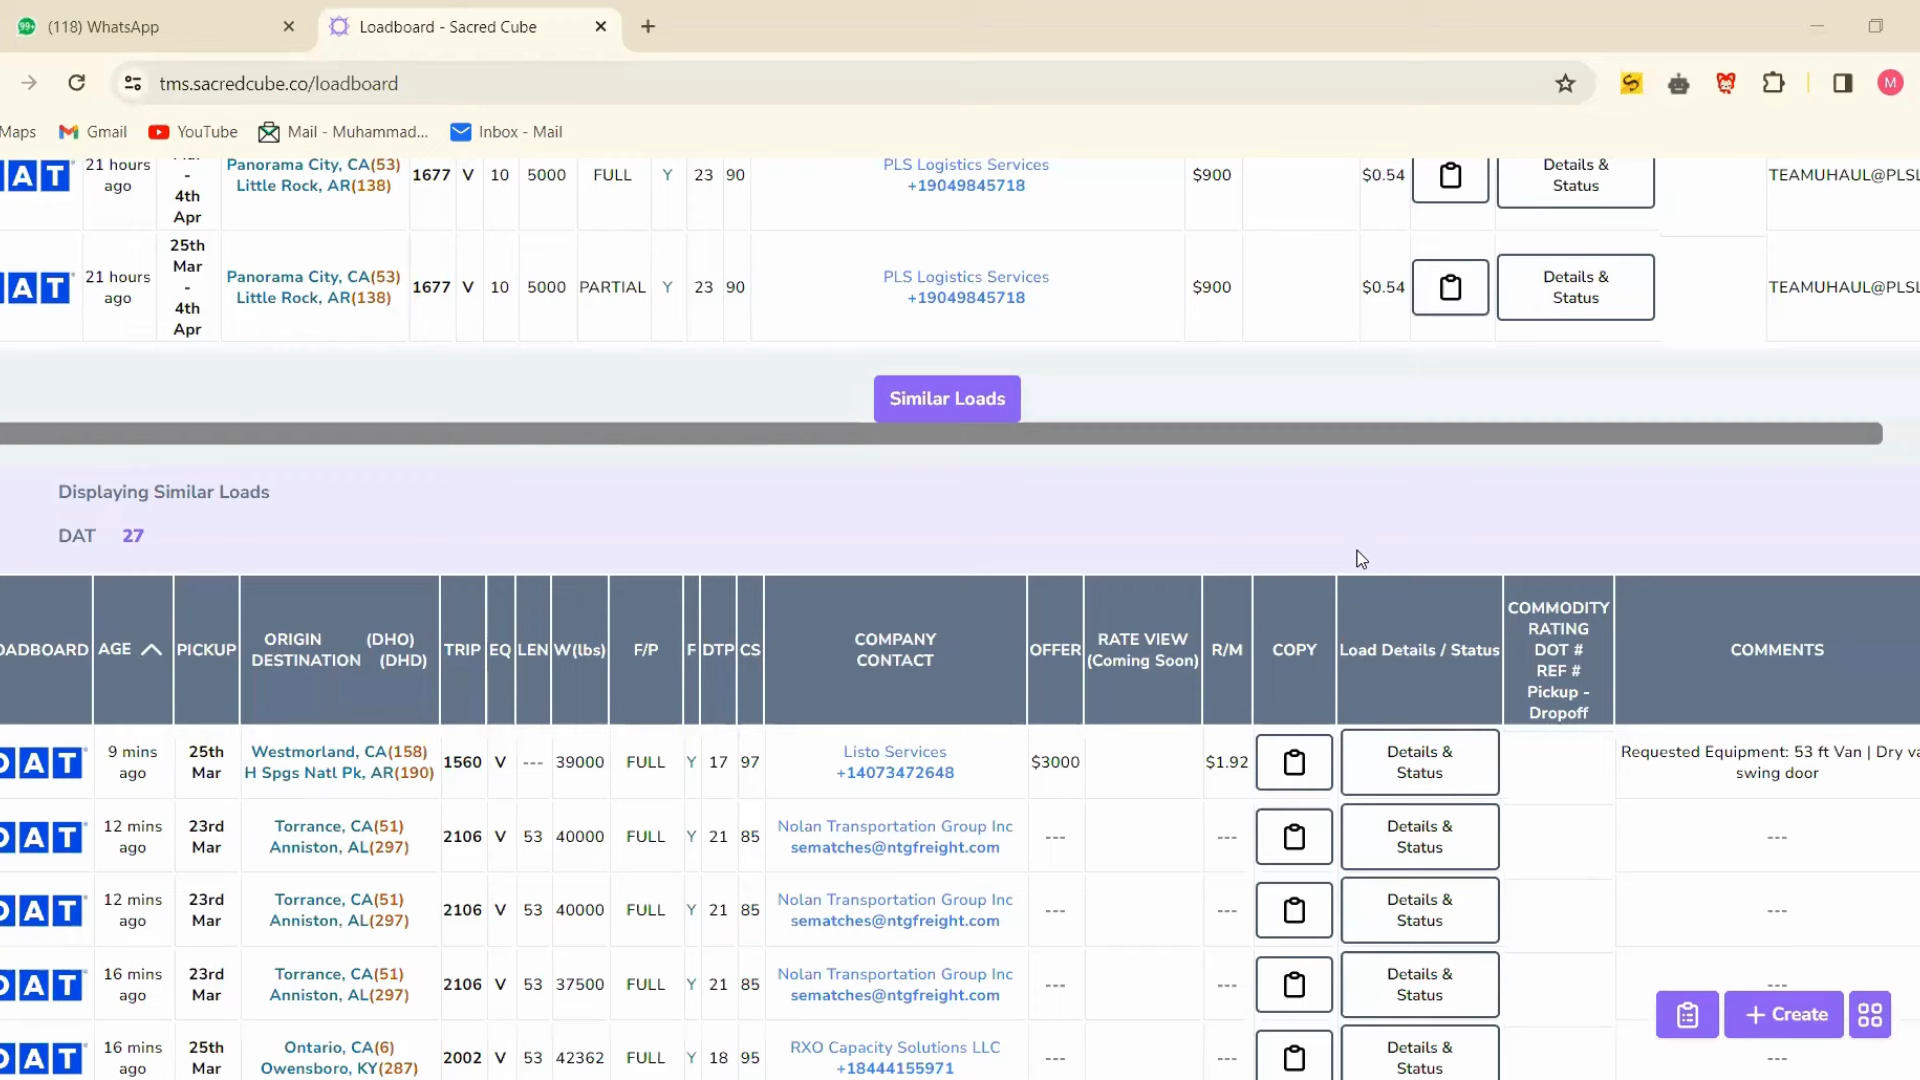 99+ (118) WhatsApp
Loadboard - Sacred Cube
tms.sacredcube.co/loadboard
M
Maps Gmail YouTube Mail - Muhammad... Inbox - Mail
21 hours ago - 4th Apr Panorama City, CA(53) Little Rock, AR(138) 1677 V 10 5000 FULL Y 23 90 PLS Logistics Services +19049845718 $900 $0.54 Details & Status TEAMUHAUL@PLSL
21 hours ago 25th Mar - 4th Apr Panorama City, CA(53) Little Rock, AR(138) 1677 V 10 5000 PARTIAL Y 23 90 PLS Logistics Services +19049845718 $900 $0.54 Details & Status TEAMUHAUL@PLSL
Similar Loads
Displaying Similar Loads
DAT 27
OADBOARD AGE PICKUP ORIGIN (DHO) DESTINATION (DHD) TRIP EQ LEN W(lbs) F/P F DTP CS COMPANY CONTACT OFFER RATE VIEW (Coming Soon) R/M COPY Load Details / Status COMMODITY RATING DOT # REF # Pickup - Dropoff COMMENTS
DAT 9 mins ago 25th Mar Westmorland, CA(158) H Spgs Natl Pk, AR(190) 1560 V --- 39000 FULL Y 17 97 Listo Services +14073472648 $3000 $1.92 Details & Status Requested Equipment: 53 ft Van | Dry va swing door
DAT 12 mins ago 23rd Mar Torrance, CA(51) Anniston, AL(297) 2106 V 53 40000 FULL Y 21 85 Nolan Transportation Group Inc sematches@ntgfreight.com --- --- Details & Status ---
DAT 12 mins ago 23rd Mar Torrance, CA(51) Anniston, AL(297) 2106 V 53 40000 FULL Y 21 85 Nolan Transportation Group Inc sematches@ntgfreight.com --- --- Details & Status ---
DAT 16 mins ago 23rd Mar Torrance, CA(51) Anniston, AL(297) 2106 V 53 37500 FULL Y 21 85 Nolan Transportation Group Inc sematches@ntgfreight.com --- --- Details & Status ---
DAT 16 mins ago 25th Mar Ontario, CA(6) Owensboro, KY(287) 2002 V 53 42362 FULL Y 18 95 RXO Capacity Solutions LLC +18444155971 --- --- Details & Status ---
+ Create